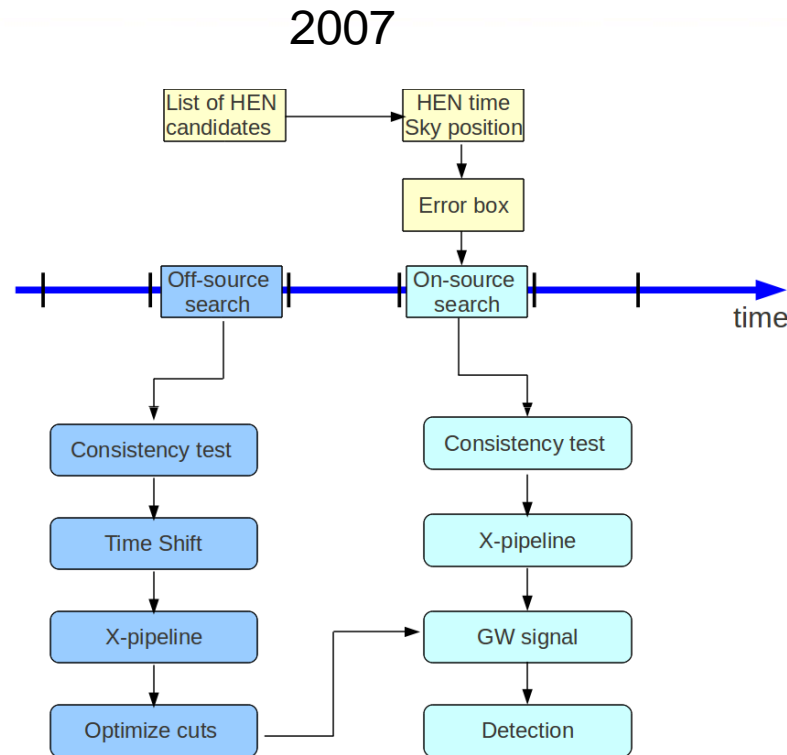 2007
List of HEN
candidates
HEN time
Sky position
Error box
Off-source
search
On-source
search
time
Consistency test
Time Shift
X-pipeline
Optimize cuts
Consistency test
X-pipeline
GW signal
Detection